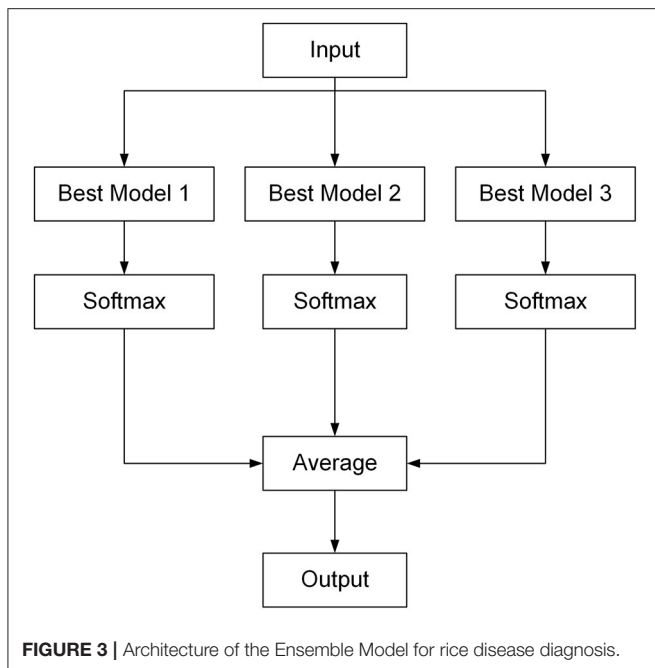 Input
Best Model 1
Best Model 2
Best Model 3
Softmax
Softmax
Softmax
Average
Output
FIGURE 3 | Architecture of the Ensemble Model for rice disease diagnosis.